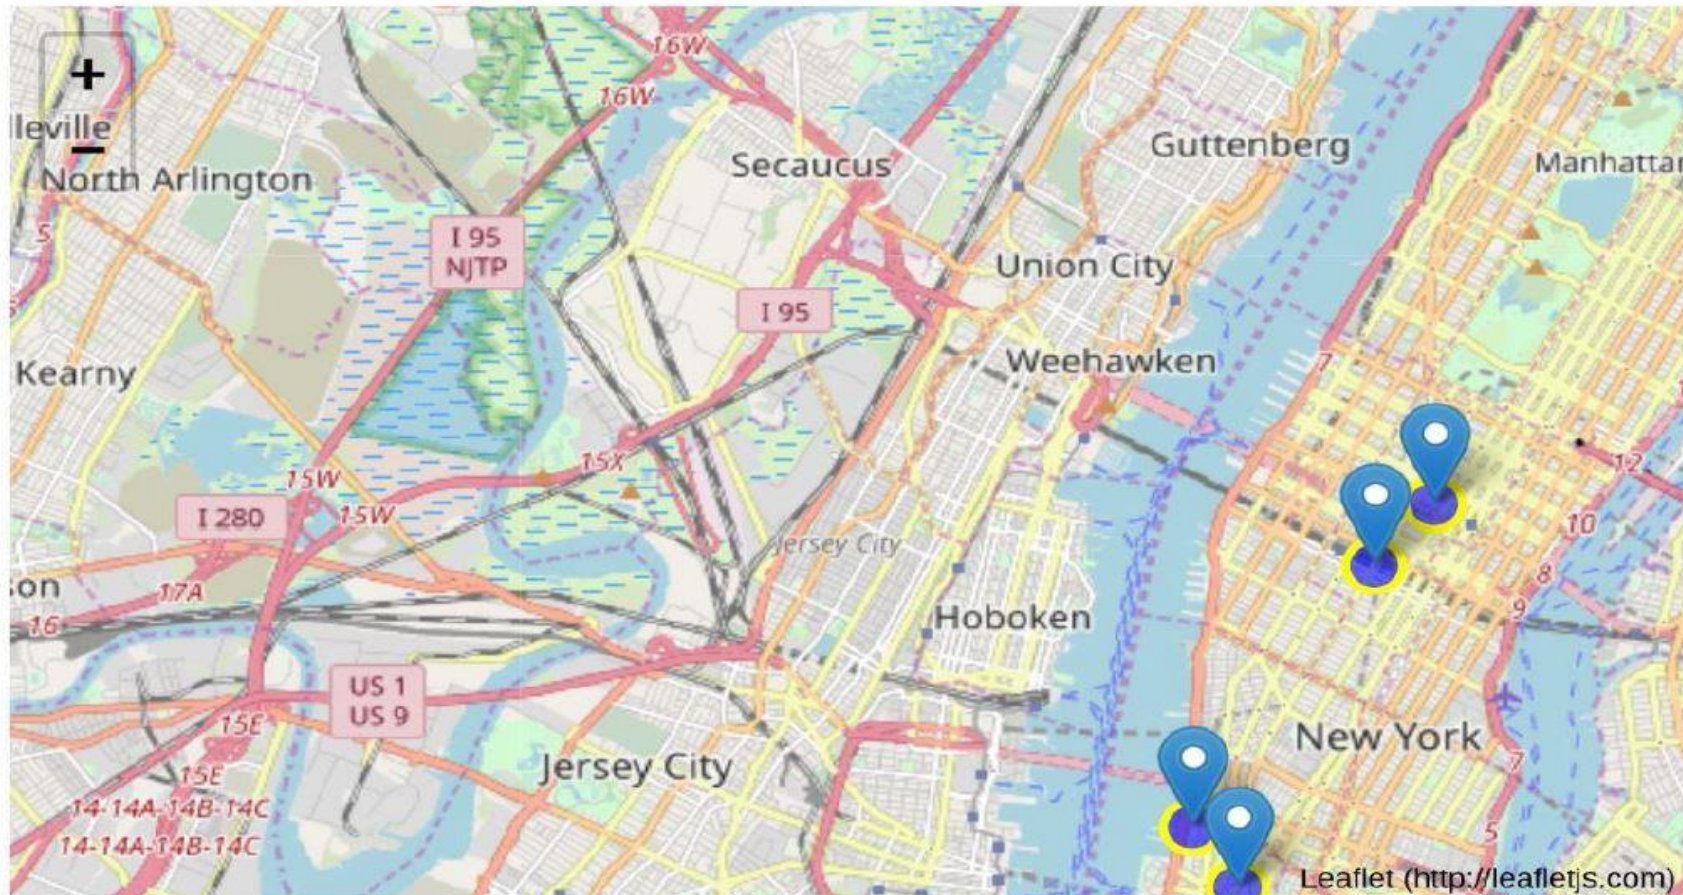 +
16W
16W
lleville
−
North Arlington
Secaucus
Guttenberg
Manhattan
5
I 95
NJTP
Union City
I 95
Kearny
Weehawken
7
15X
12
15W
15W
I 280
10
Jersey City
8
son
17A
9
16
Hoboken
US 1
US 9
15E
New York
Jersey City
7
15E
14-14A-14B-14C
5
14-14A-14B-14C
Leaflet (http://leafletjs.com)